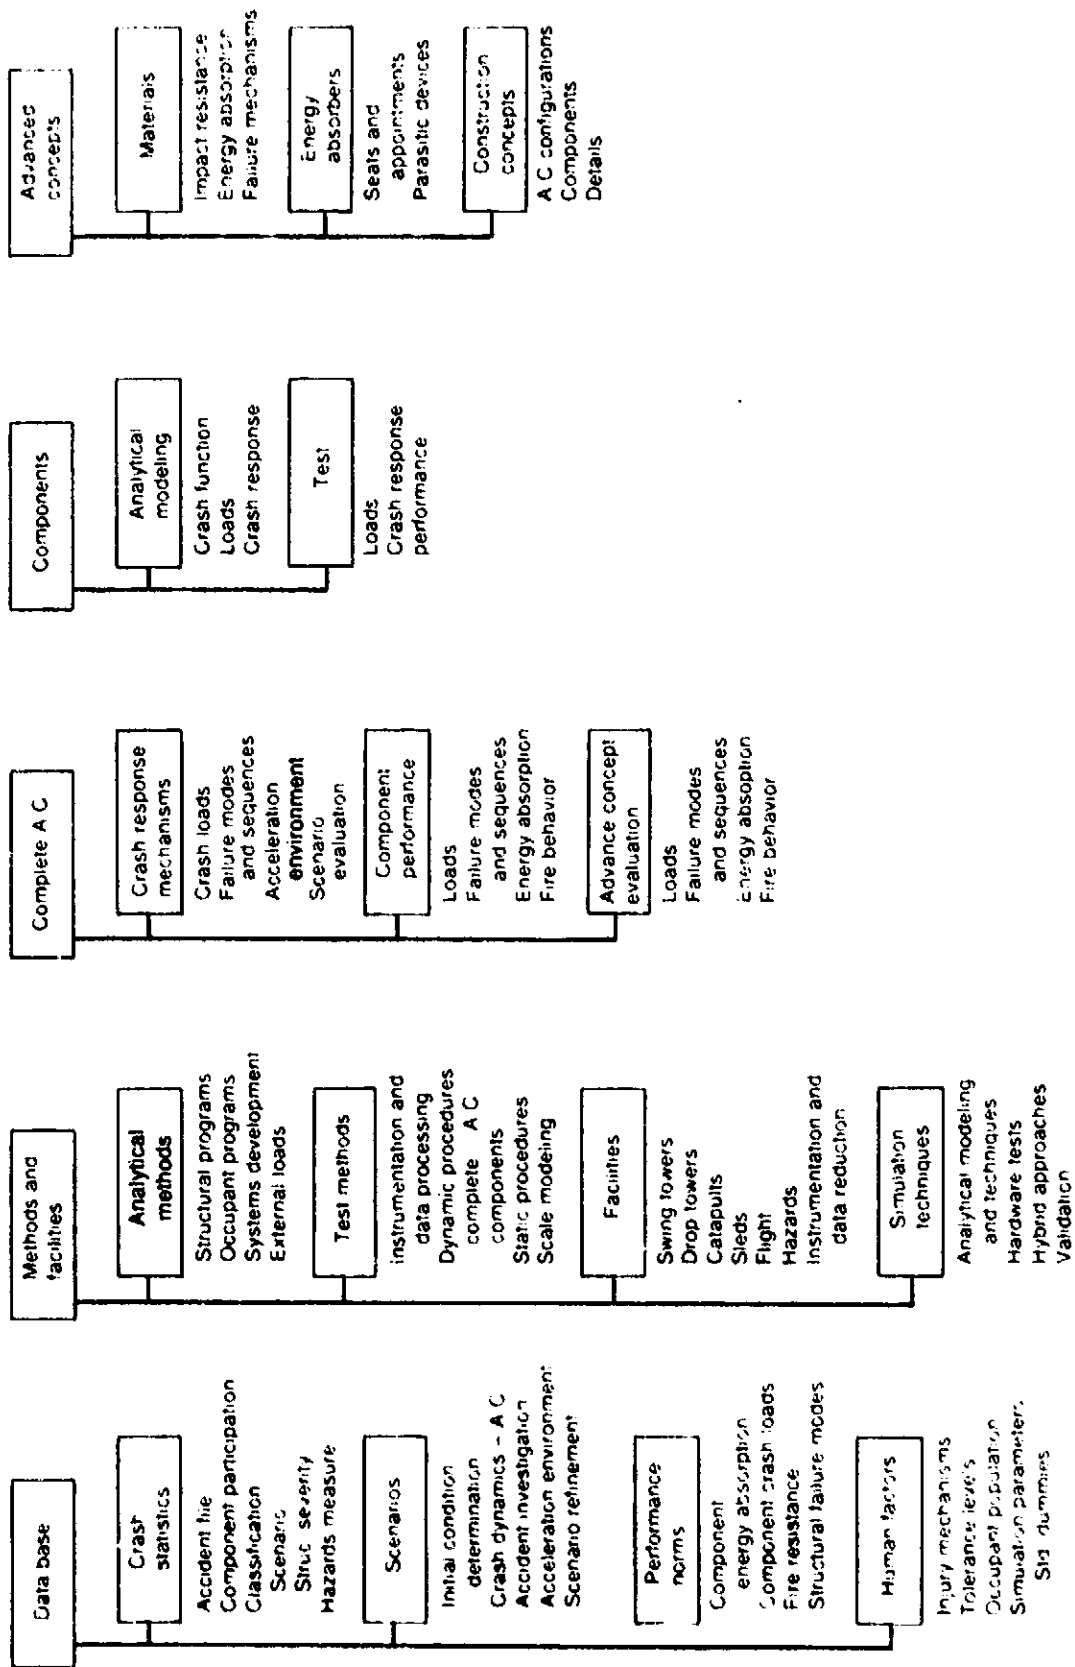 Data base
Crash
statistics
Accident file
Component participation
Classification
Scenario
Struc severity
Hazards measure
Scenarios
Initial condition
determination
Crash dynamics – A C
Accident investigation
Acceleration environment
Scenario refinement
Performance
norms
Component
energy absorption
Component crash loads
Fire resistance
Structural failure modes
Human factors
Injury mechanisms
Tolerance levels
Occupant population
Simulation parameters
Std dummies
Methods and
facilities
Analytical
methods
Structural programs
Occupant programs
Systems development
External loads
Test methods
Instrumentation and
data processing
Dynamic procedures
complete A C
components
Static procedures
Scale modeling
Facilities
Swing towers
Drop towers
Catapults
Sleds
Flight
Hazards
Instrumentation and
data reduction
Simulation
techniques
Analytical modeling
and techniques
Hardware tests
Hybrid approaches
Validation
Complete A C
Crash response
mechanisms
Crash loads
Failure modes
and sequences
Acceleration
environment
Scenario
evaluation
Component
performance
Loads
Failure modes
and sequences
Energy absorption
Fire behavior
Advance concept
evaluation
Loads
Failure modes
and sequences
Energy absoption
Fire behavior
Components
Analytical
modeling
Crash function
Loads
Crash response
Test
Loads
Crash response
performance
Advanced
concepts
Materials
Impact resistance
Energy absorption
Failure mechanisms
Energy
absorbers
Seats and
appointments
Parasitic devices
Construction
concepts
A C configurations
Components
Details